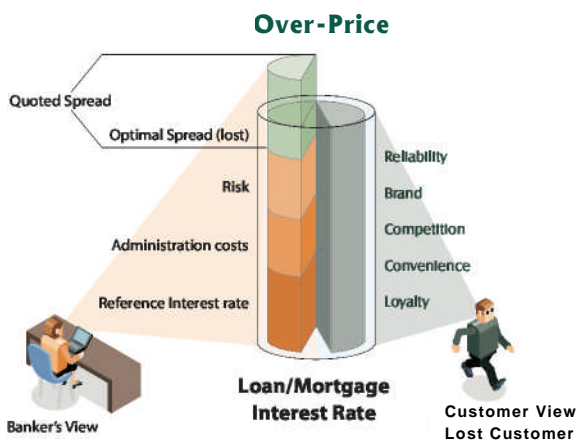 Over-Price
Quoted Spread
Optimal Spread (lost)
Risk
Administration costs
Reference Interest rate
Reliability
Brand
Competition
Convenience
Loyalty
Banker's View
Loan/Mortgage
Interest Rate
Customer View
Lost Customer